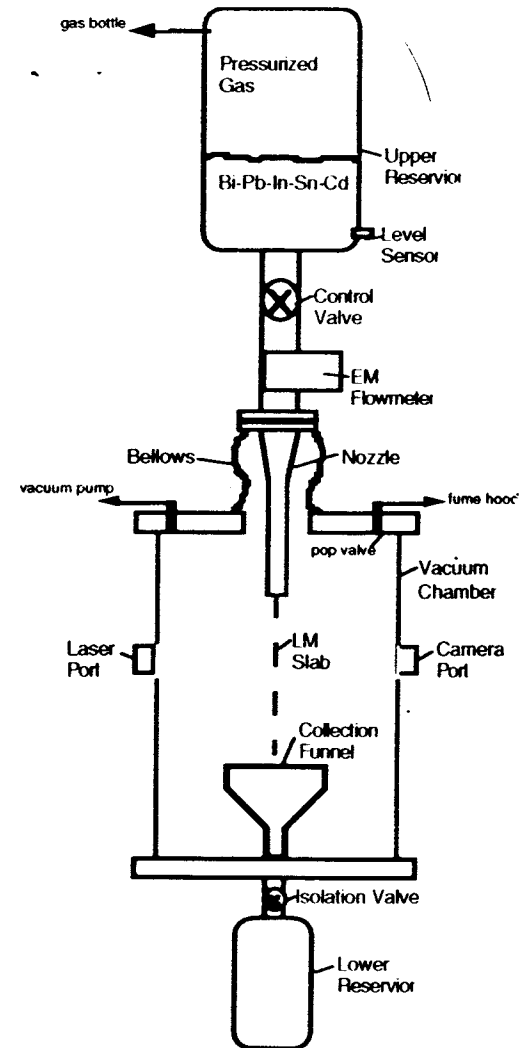 gas bottle
Pressurized
Gas
Upper
Reservior
Bi-Pb-In-Sn-Cd
Level
Sensor
Control
Valve
EM
Flowmeter
Bellows
Nozzle
vacuum pump
fume hood
pop valve
Vacuum
Chamber
Laser
Port
LM
Slab
Camera
Port
Collection
Funnel
Isolation Valve
Lower
Reservior